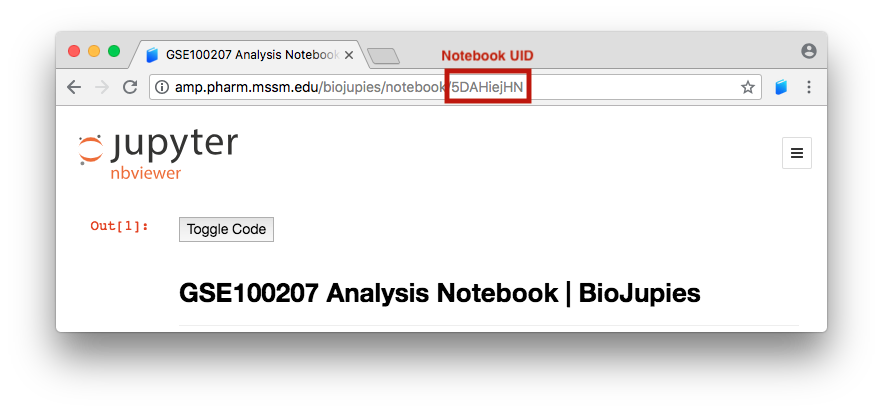 GSE100207 Analysis Notebook
Notebook UID
amp.pharm.mssm.edu/biojupies/notebook/5DAHiejHN
jupyter
nbviewer
Out[1]:
Toggle Code
GSE100207 Analysis Notebook | BioJupies